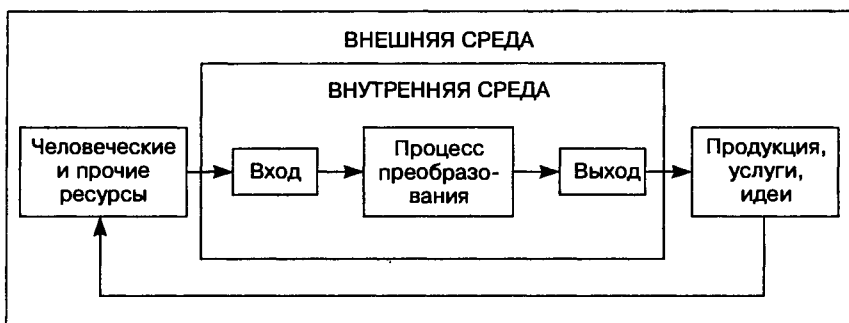 ВНЕШНЯЯ СРЕДА
ВНУТРЕННЯЯ СРЕДА
Человеческие
и прочие
ресурсы
Вход
Процесс
преобразо-
вания
Выход
Продукция,
услуги,
идеи